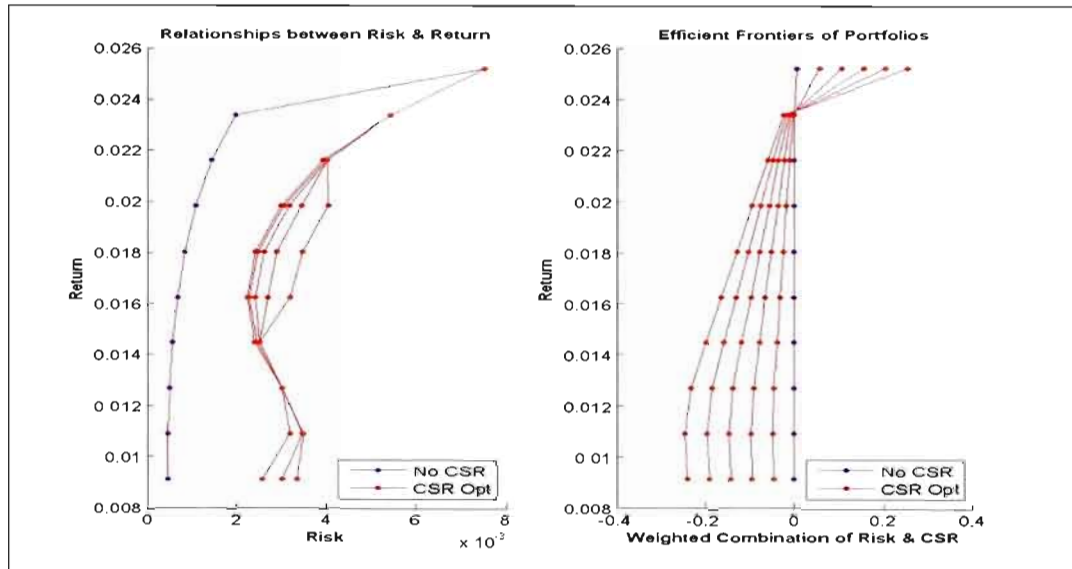 Relationships between Risk & Return
0.026
0.024
0.022
0.02
0.018
0.016
0.014
0.012
0.01
0.008
Return
0
2
4
6
8
x 10⁻³
Risk
No CSR
CSR Opt
Efficient Frontiers of Portfolios
0.026
0.024
0.022
0.02
0.018
0.016
0.014
0 012
0.01
0.008
Return
-0.4
-0.2
0
0.2
0.4
Weighted Combination of Risk & CSR
No CSR
CSR Opt